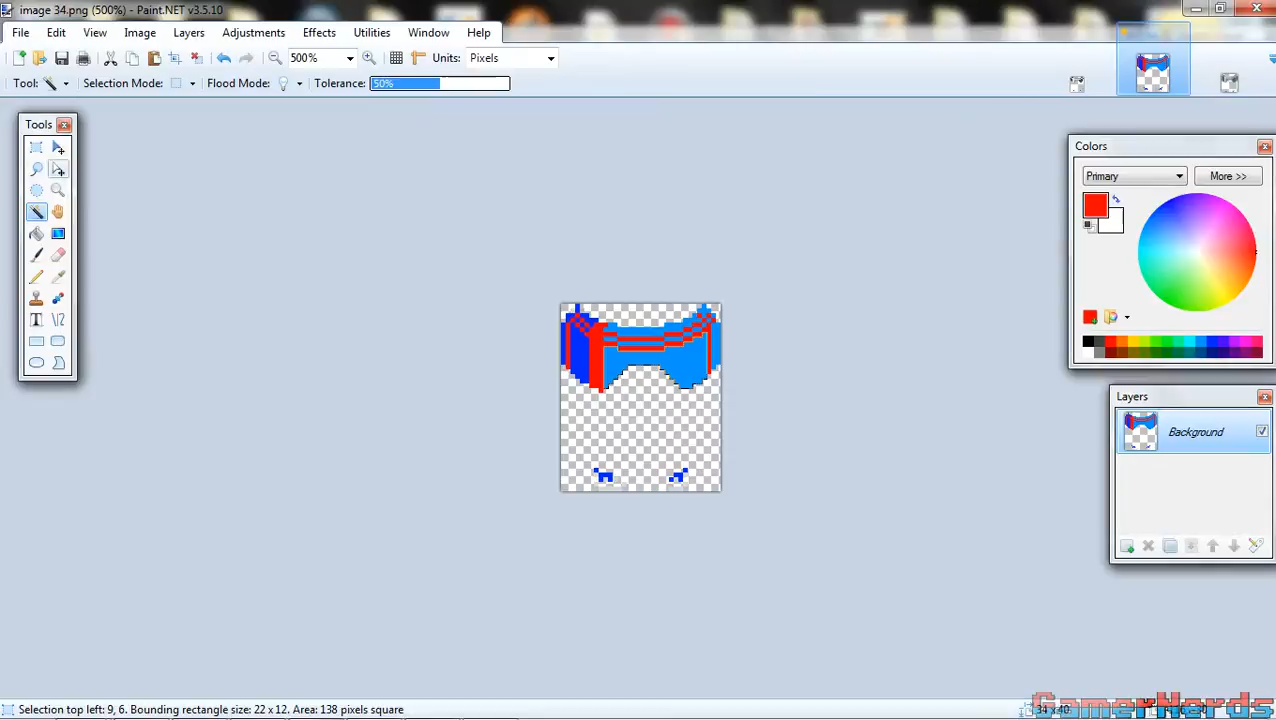 image 34.png (500%) - Paint.NET v3.5.10
File Edit View Image Layers Adjustments Effects Utilities Window Help
500% Units: Pixels
Tool: Selection Mode: Flood Mode: Tolerance: 50%
Tools
Colors
Primary More >>
Layers
Background
Selection top left: 9, 6. Bounding rectangle size: 22 x 12. Area: 138 pixels square
34 x 40
GamerNerds